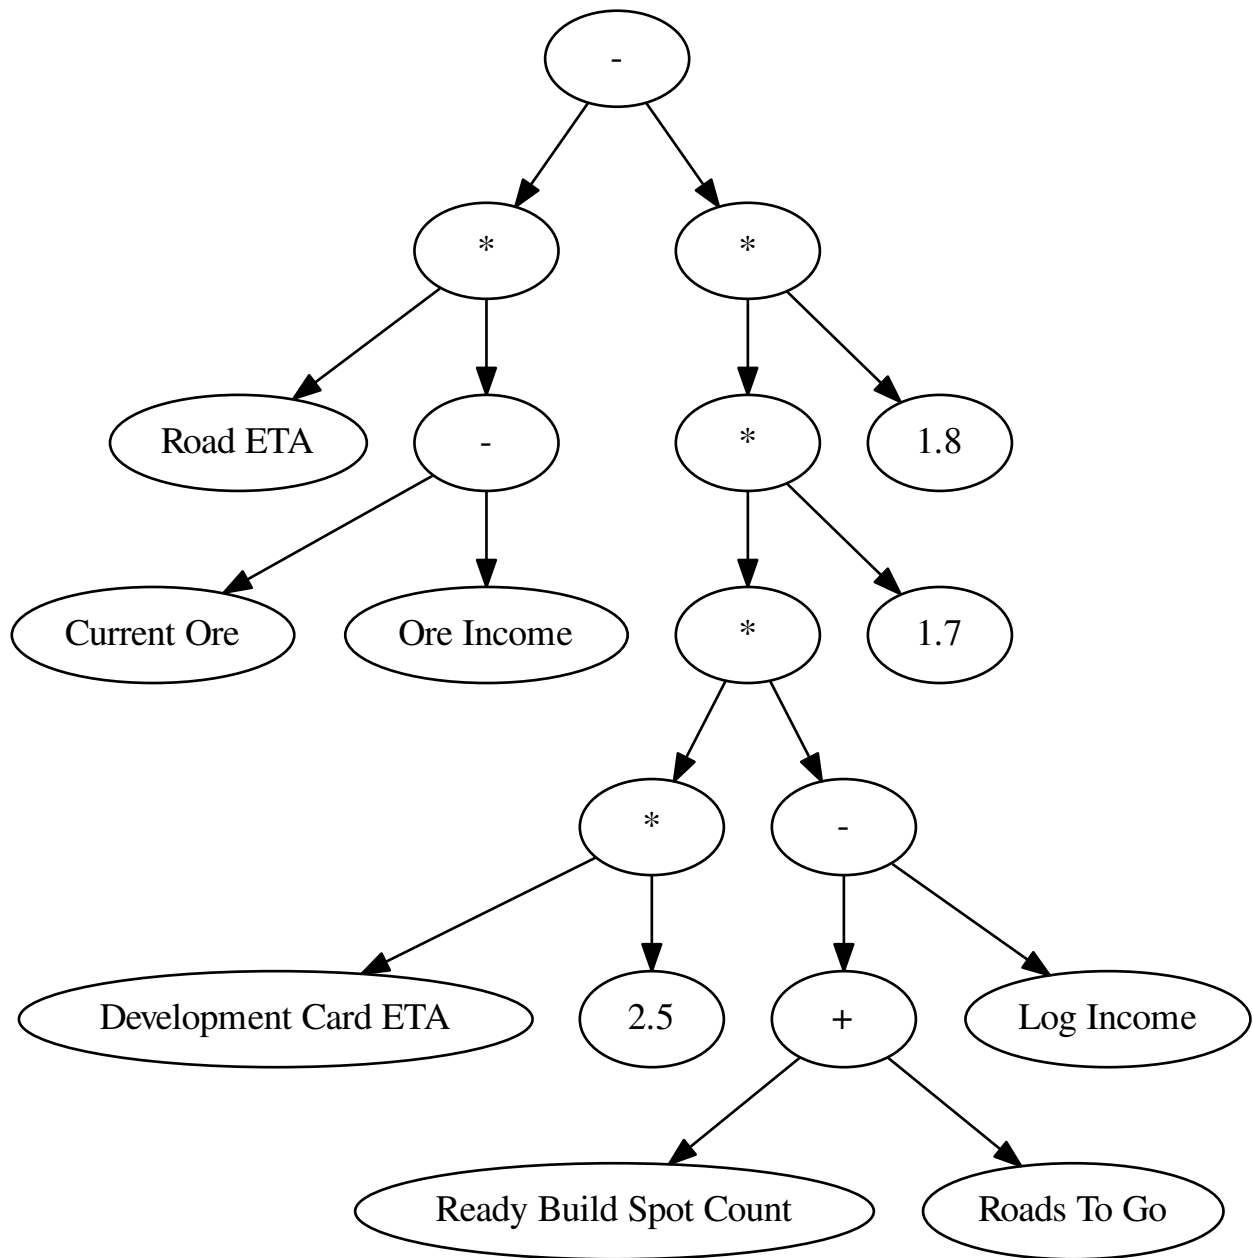 -
* *
Road ETA - * 1.8
Current Ore Ore Income * 1.7
* -
Development Card ETA 2.5 + Log Income
Ready Build Spot Count Roads To Go